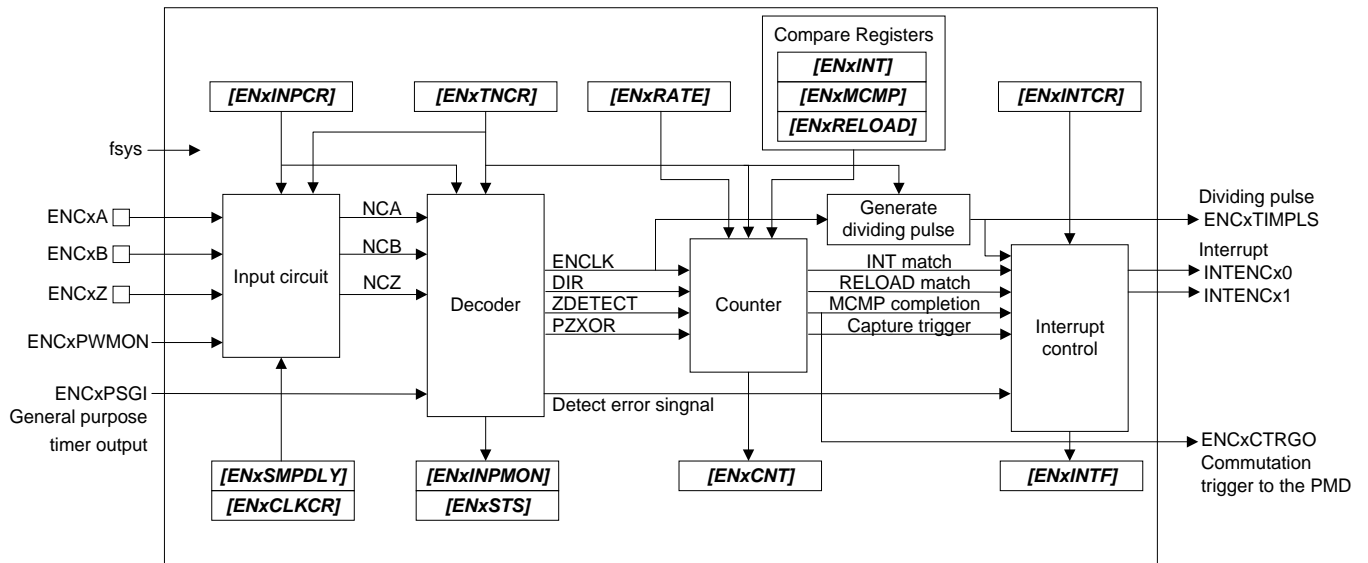 Compare Registers
[ENxINT]
[ENxMCMP]
[ENxRELOAD]
[ENxINPCR]
[ENxTNCR]
[ENxRATE]
[ENxINTCR]
fsys
ENCxA
ENCxB
ENCxZ
ENCxPWMON
ENCxPSGI
General purpose
timer output
Input circuit
NCA
NCB
NCZ
Decoder
ENCLK
DIR
ZDETECT
PZXOR
Detect error singnal
Counter
Generate
dividing pulse
INT match
RELOAD match
MCMP completion
Capture trigger
Interrupt
control
Dividing pulse
ENCxTIMPLS
Interrupt
INTENCx0
INTENCx1
ENCxCTRGO
Commutation
trigger to the PMD
[ENxSMPDLY]
[ENxCLKCR]
[ENxINPMON]
[ENxSTS]
[ENxCNT]
[ENxINTF]